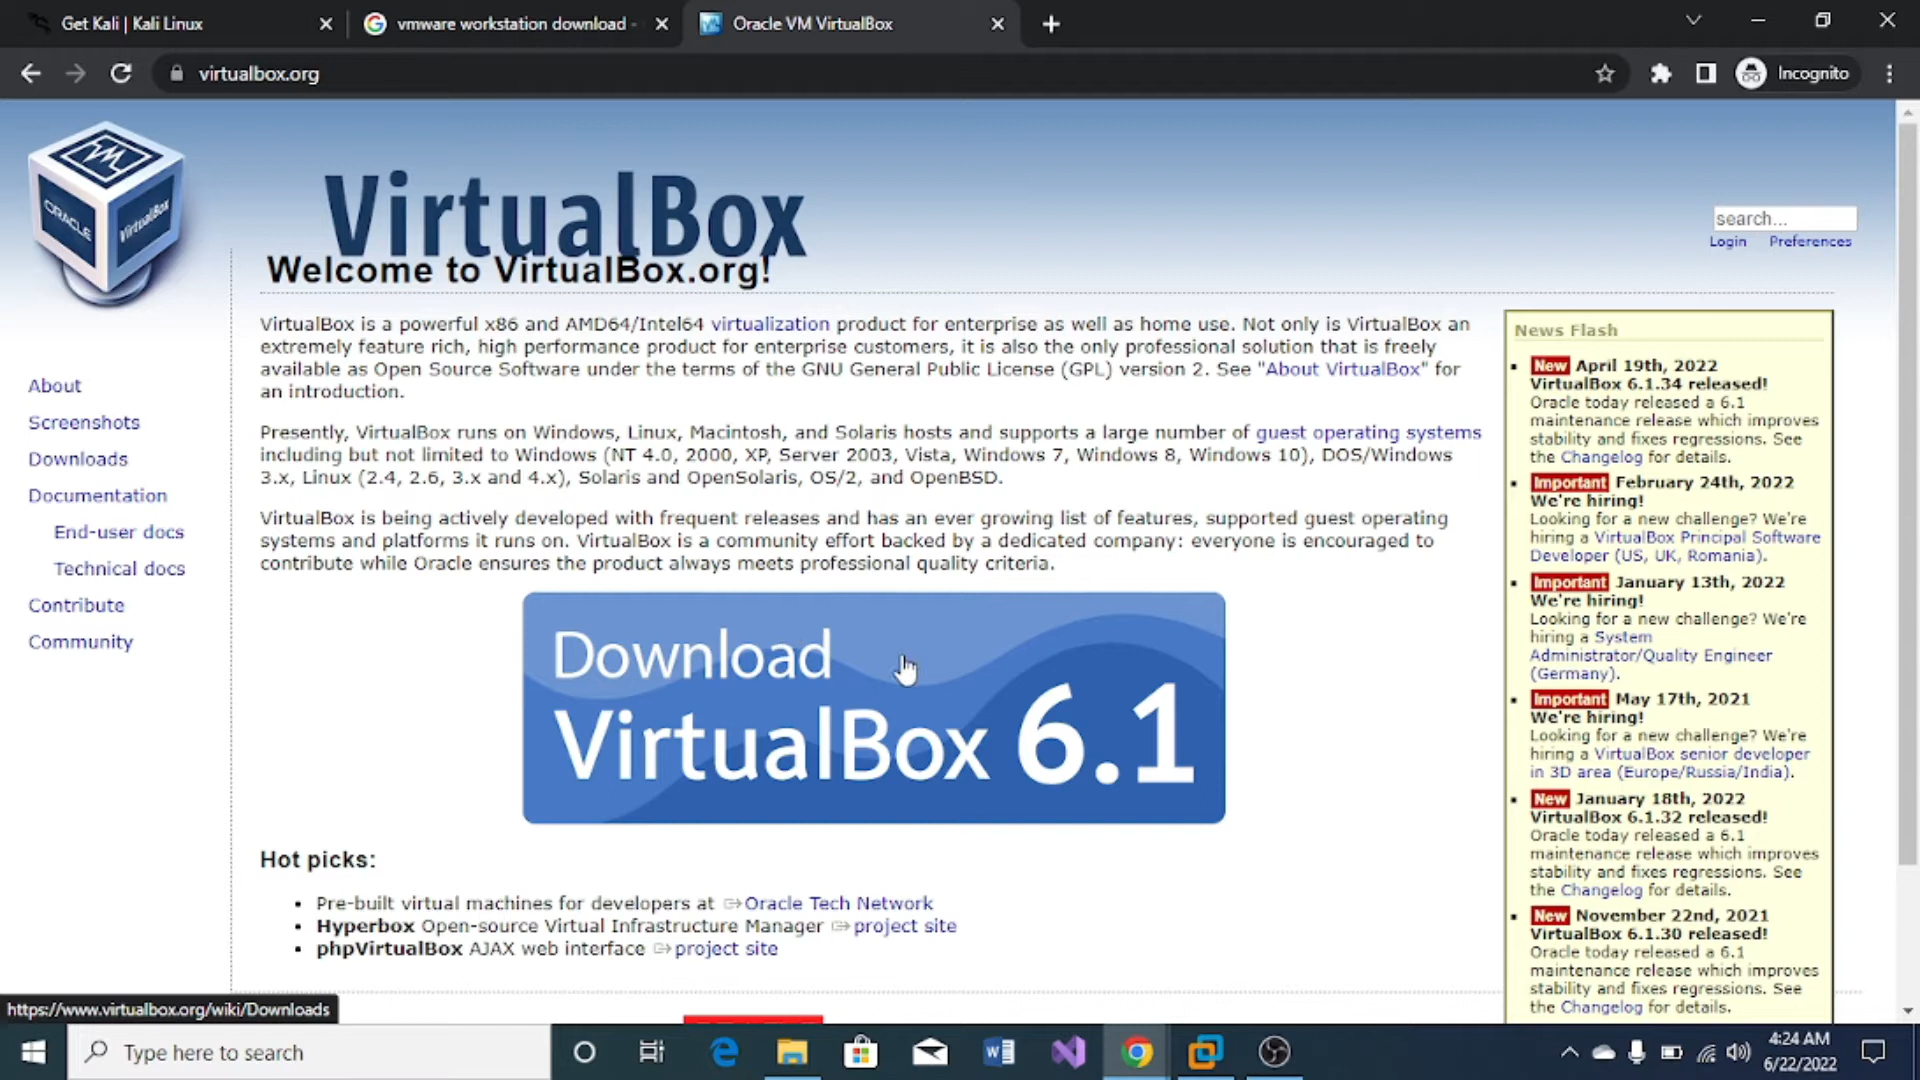 Get Kali | Kali Linux
vmware workstation download -
Oracle VM VirtualBox
virtualbox.org
Incognito
ORACLE
VirtualBox
VirtualBox
search...
Login Preferences
Welcome to VirtualBox.org!
VirtualBox is a powerful x86 and AMD64/Intel64 virtualization product for enterprise as well as home use. Not only is VirtualBox an
extremely feature rich, high performance product for enterprise customers, it is also the only professional solution that is freely
available as Open Source Software under the terms of the GNU General Public License (GPL) version 2. See "About VirtualBox" for
an introduction.
Presently, VirtualBox runs on Windows, Linux, Macintosh, and Solaris hosts and supports a large number of guest operating systems
including but not limited to Windows (NT 4.0, 2000, XP, Server 2003, Vista, Windows 7, Windows 8, Windows 10), DOS/Windows
3.x, Linux (2.4, 2.6, 3.x and 4.x), Solaris and OpenSolaris, OS/2, and OpenBSD.
VirtualBox is being actively developed with frequent releases and has an ever growing list of features, supported guest operating
systems and platforms it runs on. VirtualBox is a community effort backed by a dedicated company: everyone is encouraged to
contribute while Oracle ensures the product always meets professional quality criteria.
About
Screenshots
Downloads
Documentation
End-user docs
Technical docs
Contribute
Community
Download
VirtualBox 6.1
Hot picks:
Pre-built virtual machines for developers at Oracle Tech Network
Hyperbox Open-source Virtual Infrastructure Manager project site
phpVirtualBox AJAX web interface project site
News Flash
New April 19th, 2022
VirtualBox 6.1.34 released!
Oracle today released a 6.1
maintenance release which improves
stability and fixes regressions. See
the Changelog for details.
Important February 24th, 2022
We're hiring!
Looking for a new challenge? We're
hiring a VirtualBox Principal Software
Developer (US, UK, Romania).
Important January 13th, 2022
We're hiring!
Looking for a new challenge? We're
hiring a System
Administrator/Quality Engineer
(Germany).
Important May 17th, 2021
We're hiring!
Looking for a new challenge? We're
hiring a VirtualBox senior developer
in 3D area (Europe/Russia/India).
New January 18th, 2022
VirtualBox 6.1.32 released!
Oracle today released a 6.1
maintenance release which improves
stability and fixes regressions. See
the Changelog for details.
New November 22nd, 2021
VirtualBox 6.1.30 released!
Oracle today released a 6.1
maintenance release which improves
stability and fixes regressions. See
the Changelog for details.
https://www.virtualbox.org/wiki/Downloads
Type here to search
4:24 AM
6/22/2022